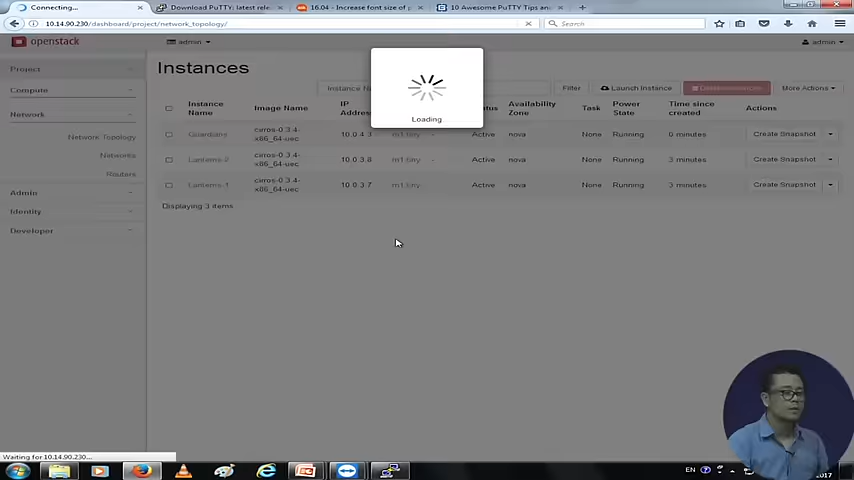 Connecting...
Download PuTTY: latest rele...
16.04 - Increase font size of p
10 Awesome PuTTY Tips an...
10.14.90.230/dashboard/project/network_topology/
Search
openstack
admin
admin
Project
Compute
Network
Network Topology
Networks
Routers
Admin
Identity
Developer
Instances
Instance Na
Filter
Launch Instance
More Actions
Instance Name
Image Name
IP Address
Status
Availability Zone
Task
Power State
Time since created
Actions
Guardians
cirros-0.3.4-x86_64-uec
10.0.4.3
m1.tiny
-
Active
nova
None
Running
0 minutes
Create Snapshot
Lanterns-2
cirros-0.3.4-x86_64-uec
10.0.3.8
m1.tiny
-
Active
nova
None
Running
3 minutes
Create Snapshot
Lanterns-1
cirros-0.3.4-x86_64-uec
10.0.3.7
m1.tiny
-
Active
nova
None
Running
3 minutes
Create Snapshot
Displaying 3 items
Loading
Waiting for 10.14.90.230...
EN
2017